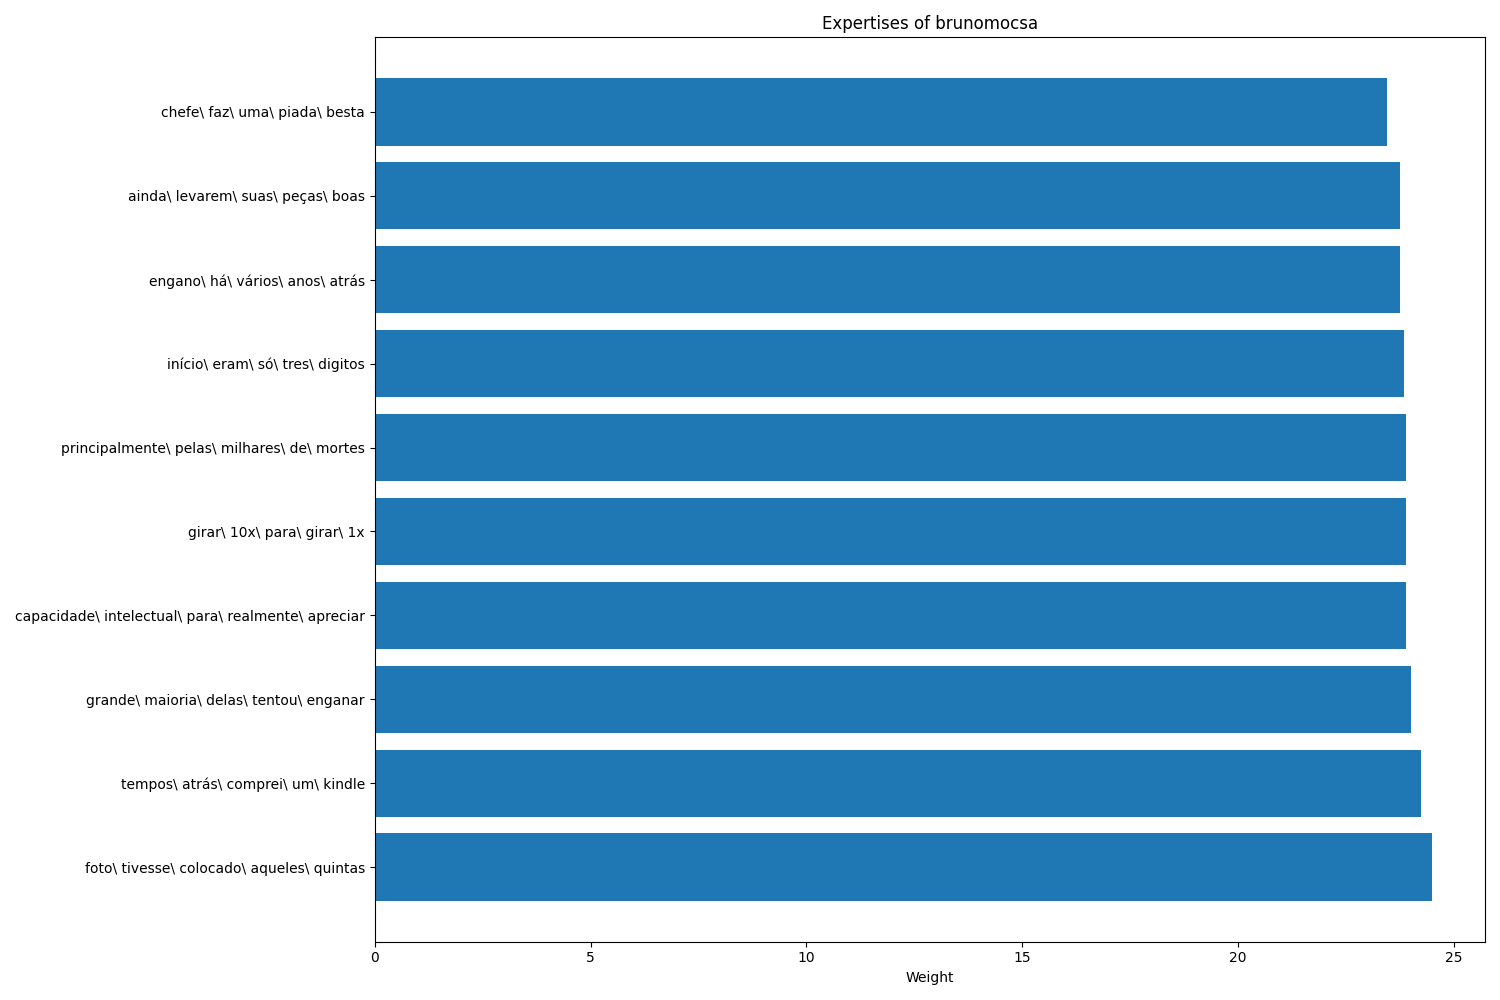 Expertises of brunomocsa
chefe\ faz\ uma\ piada\ besta
ainda\ levarem\ suas\ peças\ boas
engano\ há\ vários\ anos\ atrás
início\ eram\ só\ tres\ digitos
principalmente\ pelas\ milhares\ de\ mortes
girar\ 10x\ para\ girar\ 1x
capacidade\ intelectual\ para\ realmente\ apreciar
grande\ maioria\ delas\ tentou\ enganar
tempos\ atrás\ comprei\ um\ kindle
foto\ tivesse\ colocado\ aqueles\ quintas
0 5 10 15 20 25
Weight